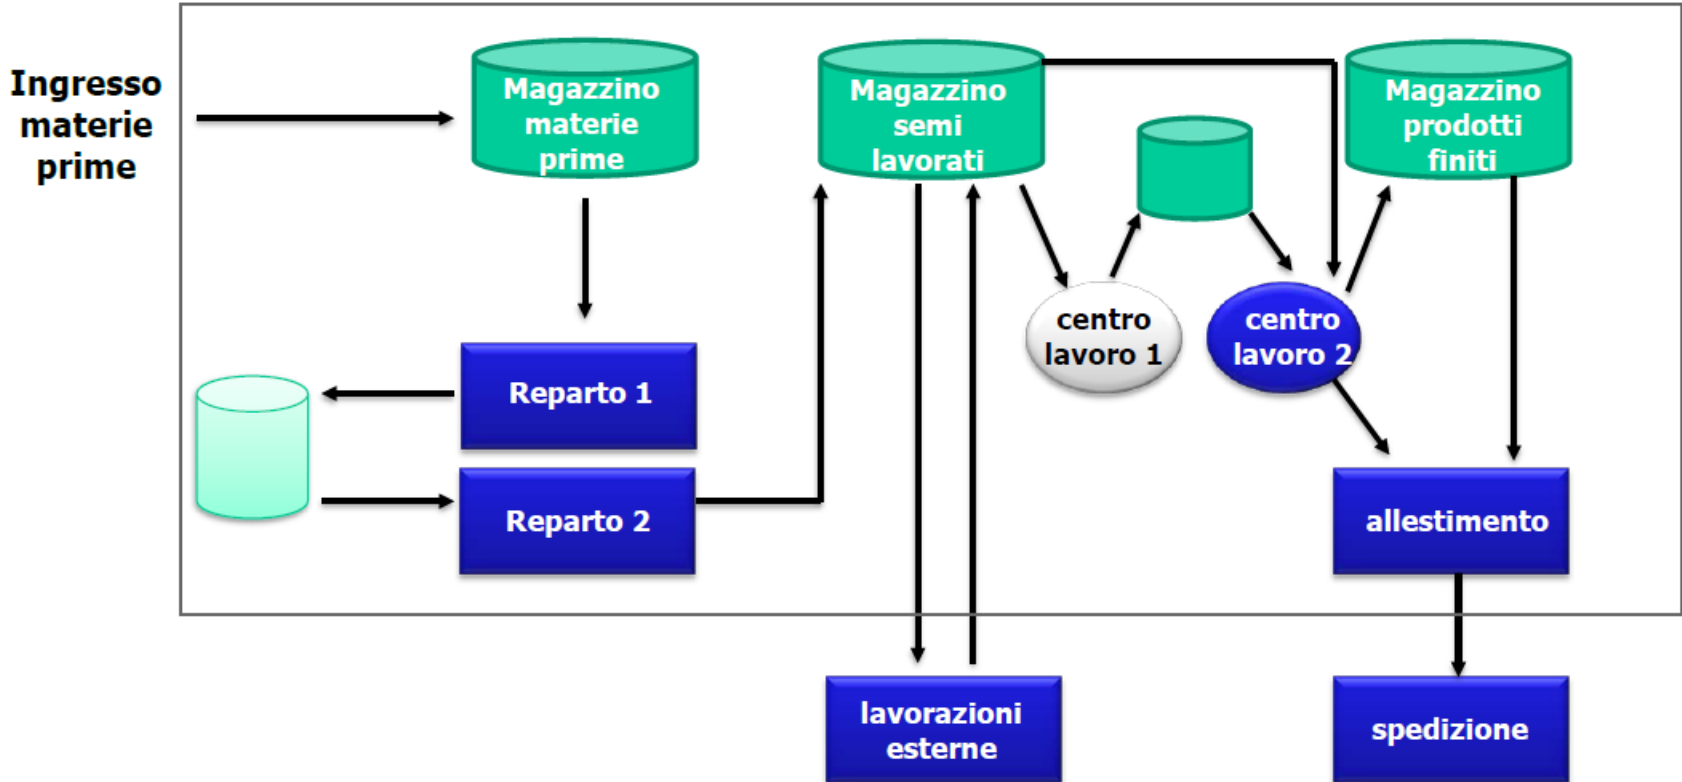 Ingresso
materie
prime
Magazzino
materie
prime
Magazzino
semi
lavorati
Magazzino
prodotti
finiti
centro
lavoro 1
centro
lavoro 2
Reparto 1
Reparto 2
allestimento
lavorazioni
esterne
spedizione